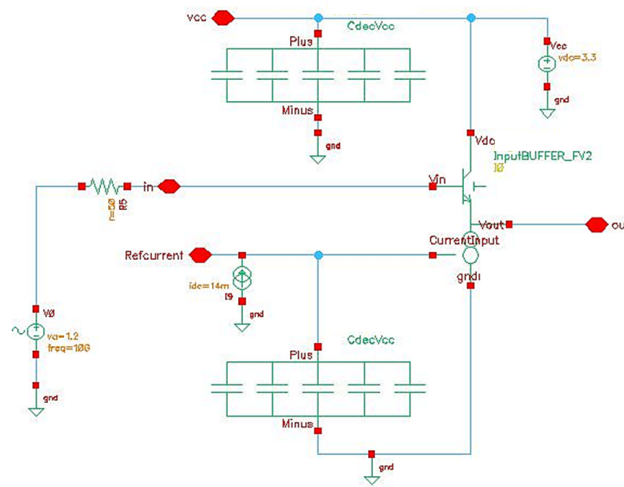 vcc
CdecVcc
Plus
Minus
gnd
Vcc
vdc=3.3
gnd
Vdc
InputBUFFER_FV2
I0
Vin
in
r=50
R5
Vout
ou
Refcurrent
CurrentInput
idc=14m
I9
gnd
gndi
V0
va=1.2
freq=10G
gnd
CdecVcc
Plus
Minus
gnd